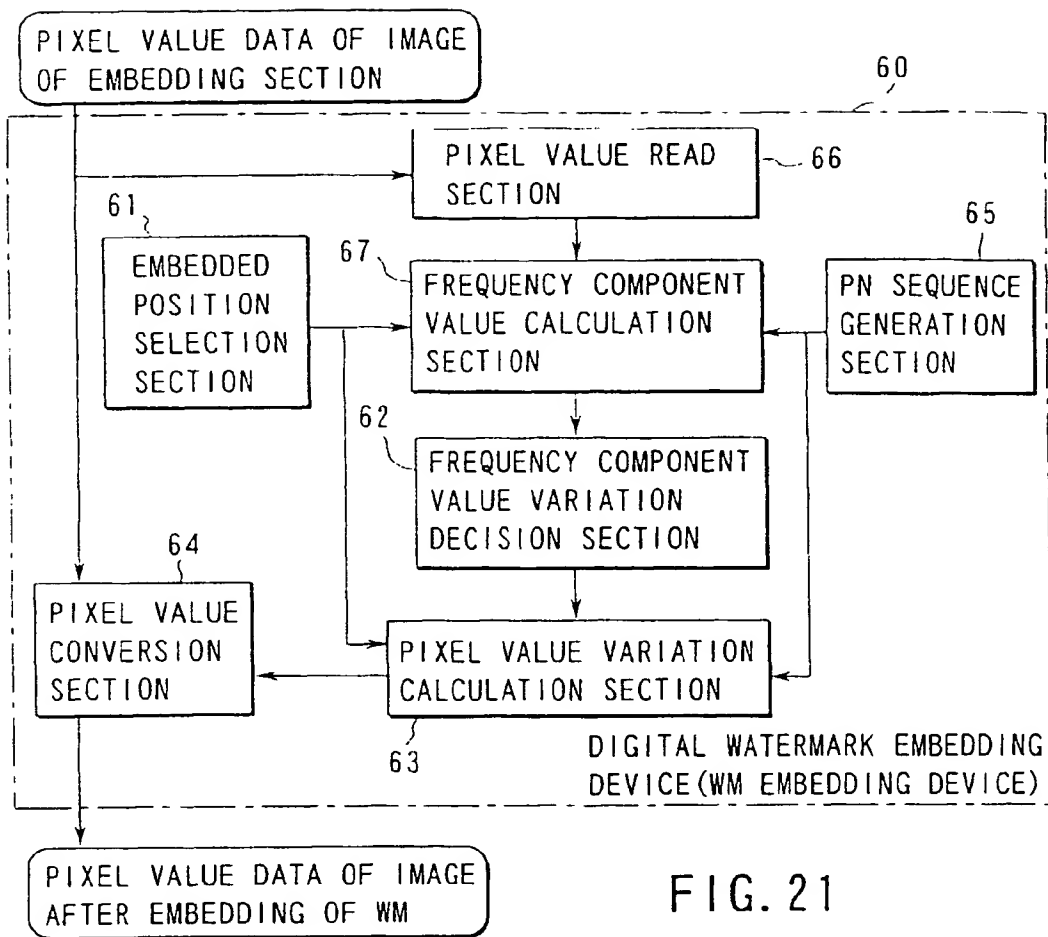 PIXEL VALUE DATA OF IMAGE
OF EMBEDDING SECTION
60
PIXEL VALUE READ
SECTION
66
61
EMBEDDED
POSITION
SELECTION
SECTION
67
FREQUENCY COMPONENT
VALUE CALCULATION
SECTION
65
PN SEQUENCE
GENERATION
SECTION
62
FREQUENCY COMPONENT
VALUE VARIATION
DECISION SECTION
64
PIXEL VALUE
CONVERSION
SECTION
PIXEL VALUE VARIATION
CALCULATION SECTION
63
DIGITAL WATERMARK EMBEDDING
DEVICE(WM EMBEDDING DEVICE)
PIXEL VALUE DATA OF IMAGE
AFTER EMBEDDING OF WM
FIG. 21